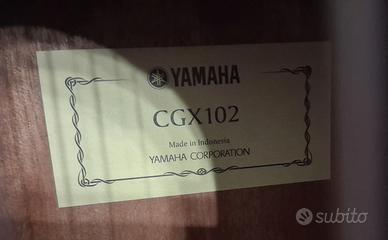 YAMAHA
CGX102
Made in Indonesia
YAMAHA CORPORATION
subito